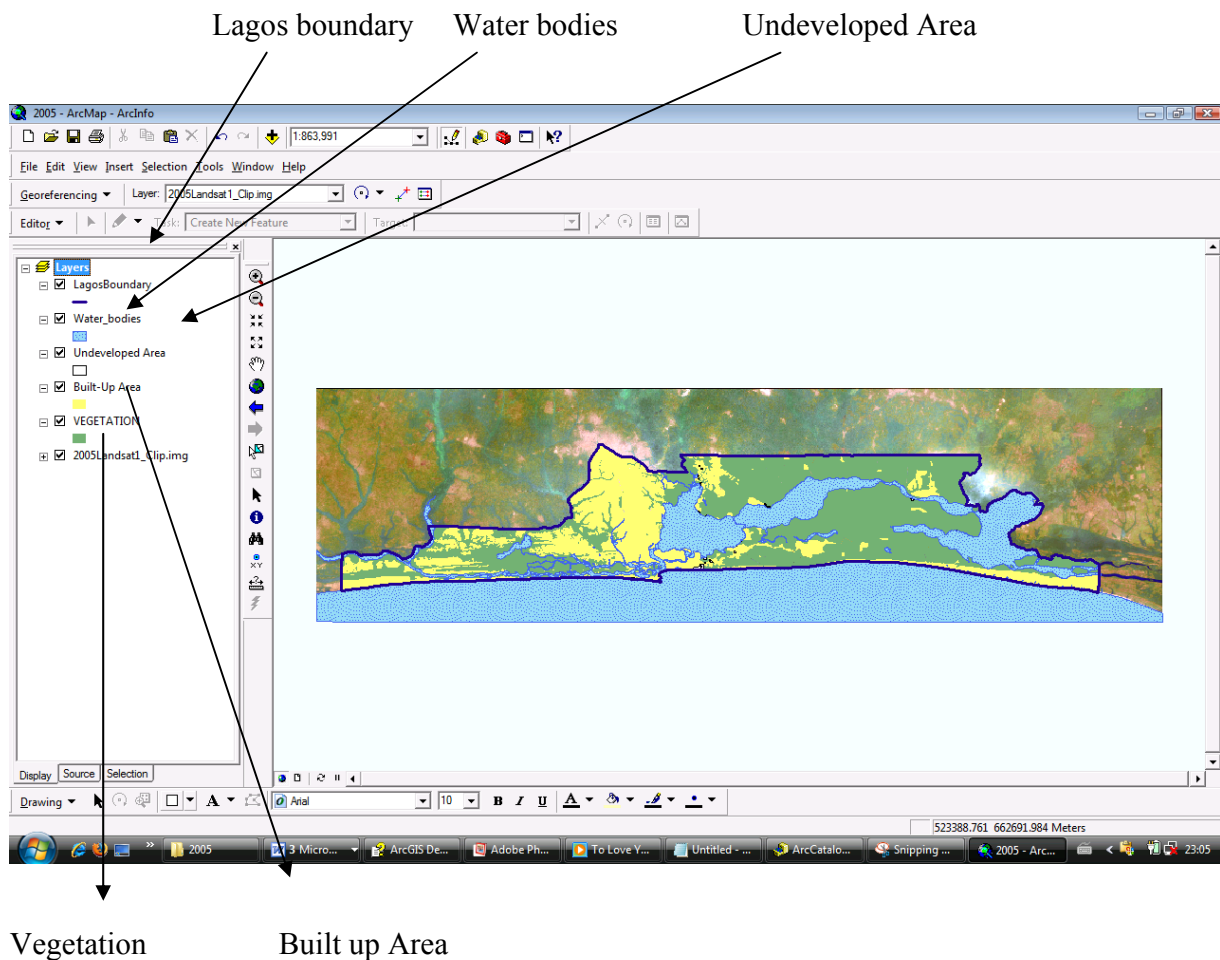 Lagos boundary Water bodies Undeveloped Area
2005 - ArcMap - ArcInfo
1:863,991
File Edit View Insert Selection Tools Window Help
Georeferencing Layer: 2005Landsat1_Clip.img
Editor Task: Create New Feature Target:
Layers
LagosBoundary
Water_bodies
Undeveloped Area
Built-Up Area
VEGETATION
2005Landsat1_Clip.img
Display Source Selection
Drawing A Arial 10 B I U A
523388.761 662691.984 Meters
2005 3 Micro... ArcGIS De... Adobe Ph... To Love Y... Untitled - ... ArcCatalo... Snipping ... 2005 - Arc... 23:05
Vegetation Built up Area